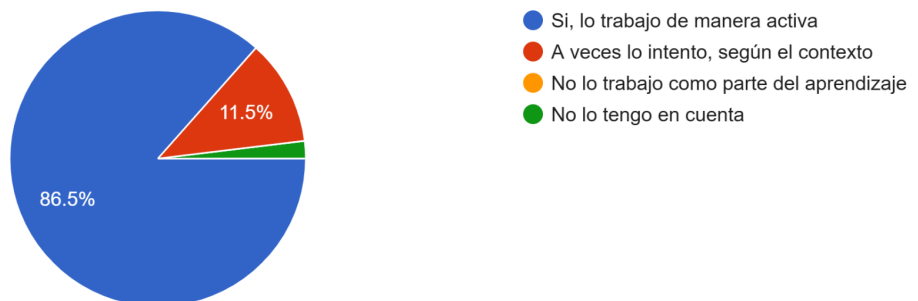 Si, lo trabajo de manera activa
A veces lo intento, según el contexto
No lo trabajo como parte del aprendizaje
No lo tengo en cuenta
11.5%
86.5%